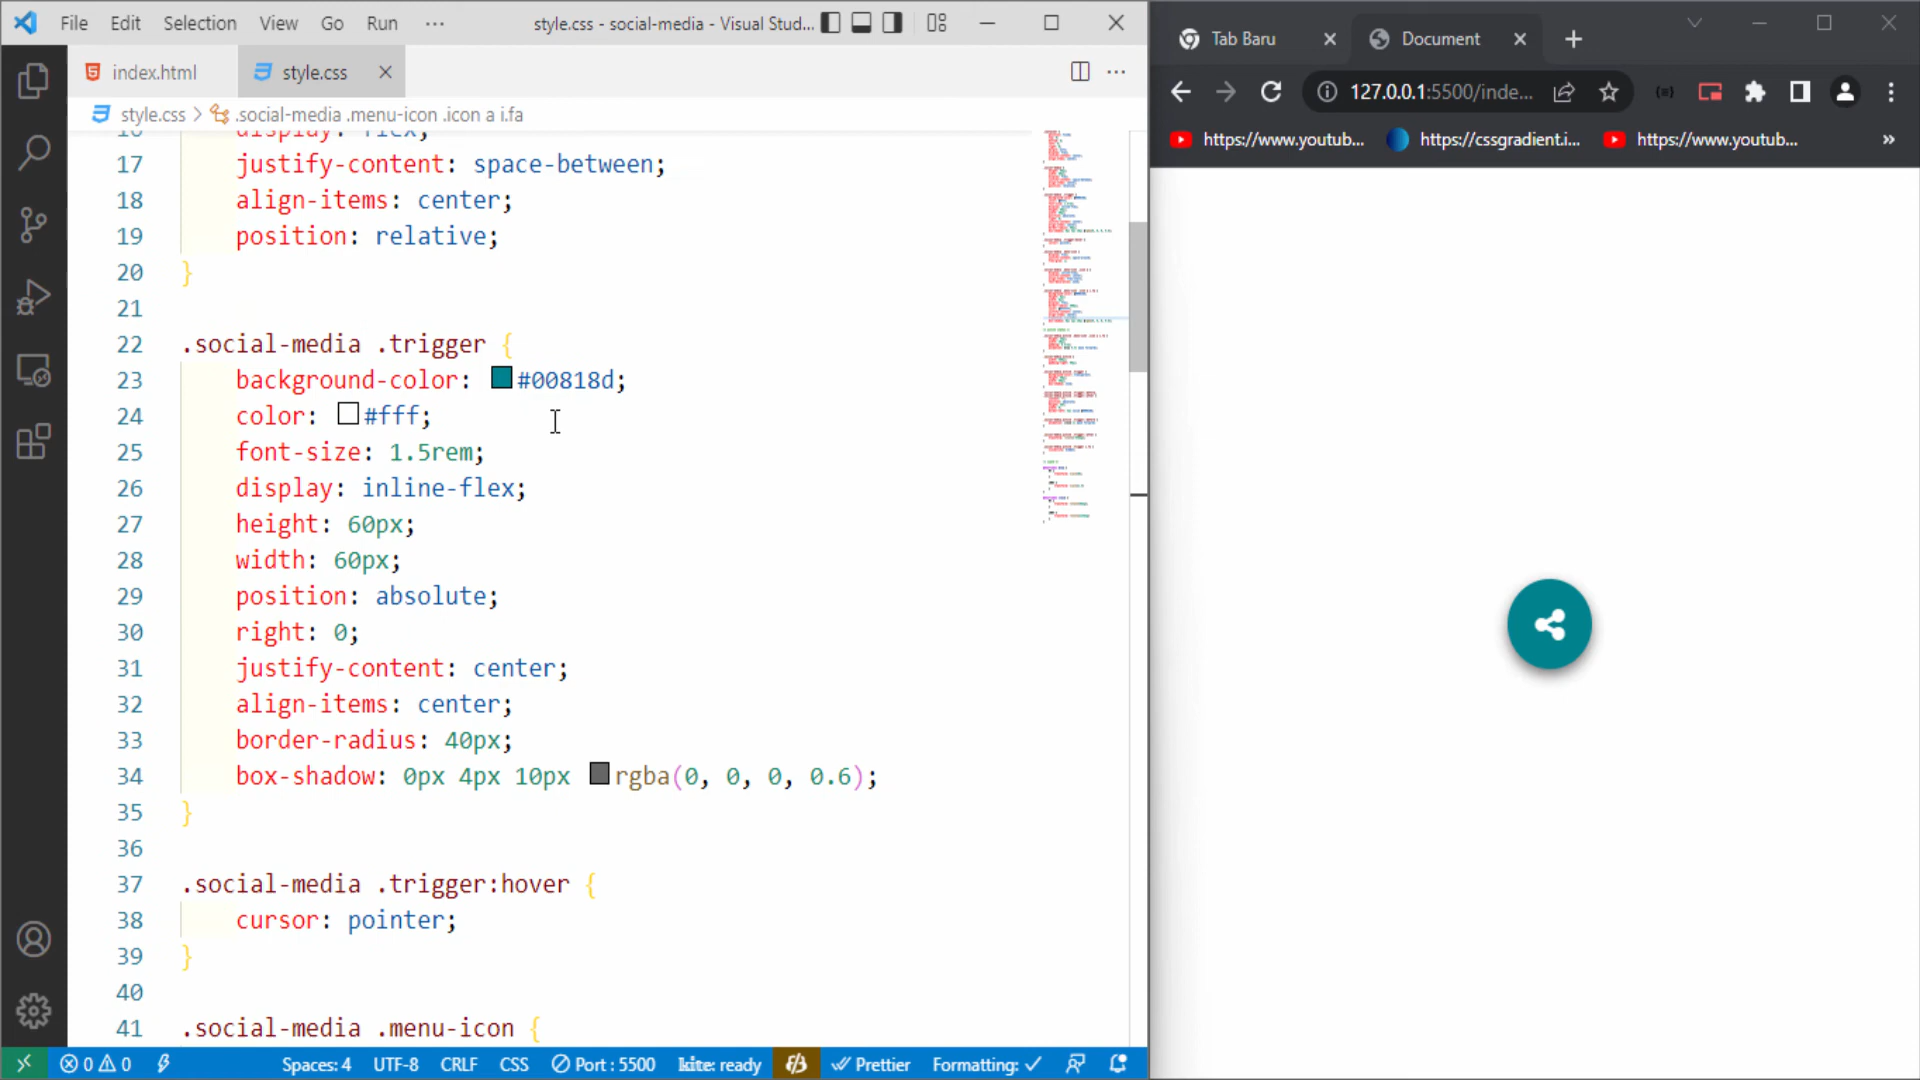 File Edit Selection View Go Run ··· style.css - social-media - Visual Stud...
index.html style.css
style.css > .social-media .menu-icon .icon a i.fa
16 display: flex;
17 justify-content: space-between;
18 align-items: center;
19 position: relative;
20 }
21
22 .social-media .trigger {
23 background-color: #00818d;
24 color: #fff;
25 font-size: 1.5rem;
26 display: inline-flex;
27 height: 60px;
28 width: 60px;
29 position: absolute;
30 right: 0;
31 justify-content: center;
32 align-items: center;
33 border-radius: 40px;
34 box-shadow: 0px 4px 10px rgba(0, 0, 0, 0.6);
35 }
36
37 .social-media .trigger:hover {
38 cursor: pointer;
39 }
40
41 .social-media .menu-icon {
0 0 Spaces: 4 UTF-8 CRLF CSS Port : 5500 kite: ready Prettier Formatting:
Tab Baru Document
127.0.0.1:5500/inde...
https://www.youtub... https://cssgradient.i... https://www.youtub... »